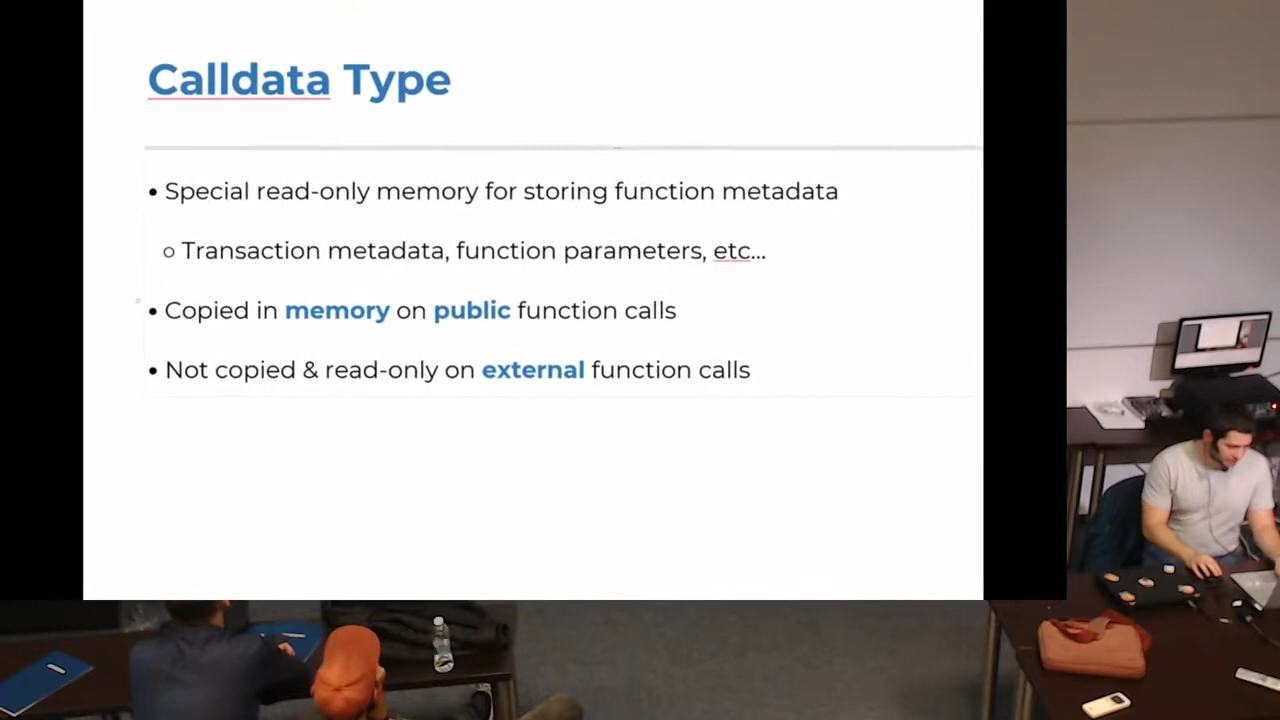 Calldata Type
• Special read-only memory for storing function metadata
○ Transaction metadata, function parameters, etc...
• Copied in memory on public function calls
• Not copied & read-only on external function calls